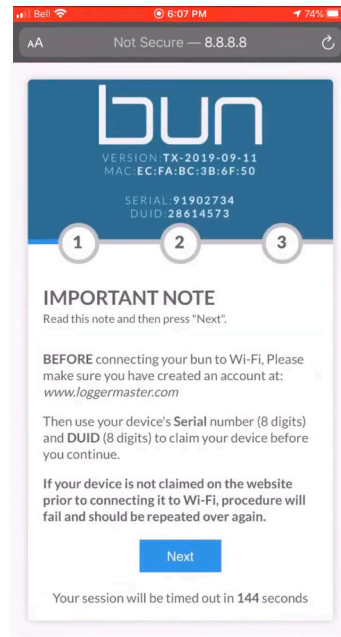 Bell 6:07 PM 74%
AA Not Secure — 8.8.8.8
bun
VERSION:TX-2019-09-11
MAC:EC:FA:BC:3B:6F:50
SERIAL:91902734
DUID:28614573
1 2 3
IMPORTANT NOTE
Read this note and then press "Next".
BEFORE connecting your bun to Wi-Fi, Please
make sure you have created an account at:
www.loggermaster.com
Then use your device's Serial number (8 digits)
and DUID (8 digits) to claim your device before
you continue.
If your device is not claimed on the website
prior to connecting it to Wi-Fi, procedure will
fail and should be repeated over again.
Next
Your session will be timed out in 144 seconds